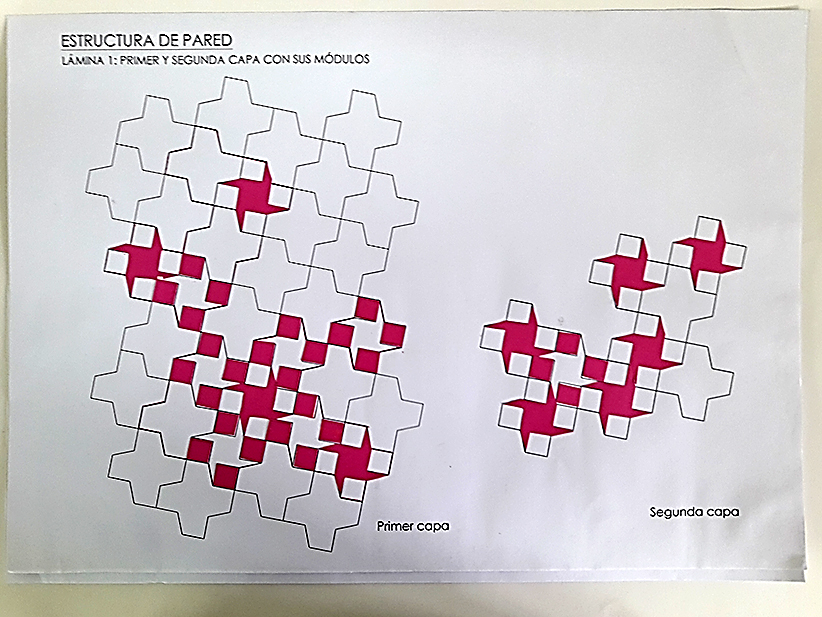 ESTRUCTURA DE PARED
LÁMINA 1: PRIMER Y SEGUNDA CAPA CON SUS MÓDULOS
Segunda capa
Primer capa